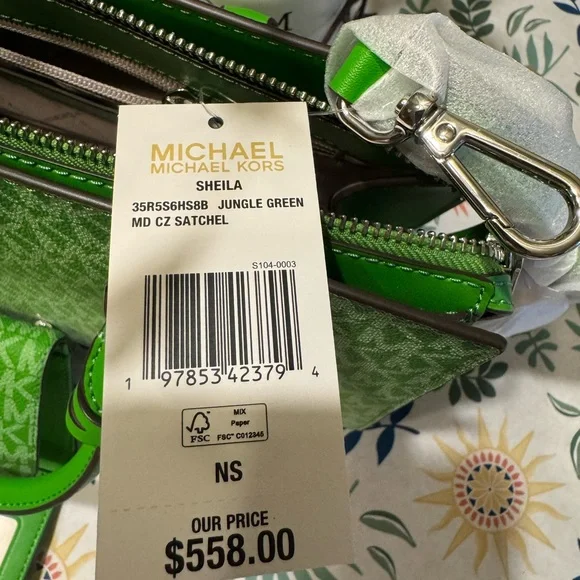 MICHAEL
MICHAEL KORS
SHEILA
35R5S6HS8B JUNGLE GREEN
MD CZ SATCHEL
S104-0003
1 97853 42379 4
FSC
MIX
Paper
FSC™ C012345
NS
OUR PRICE
$558.00